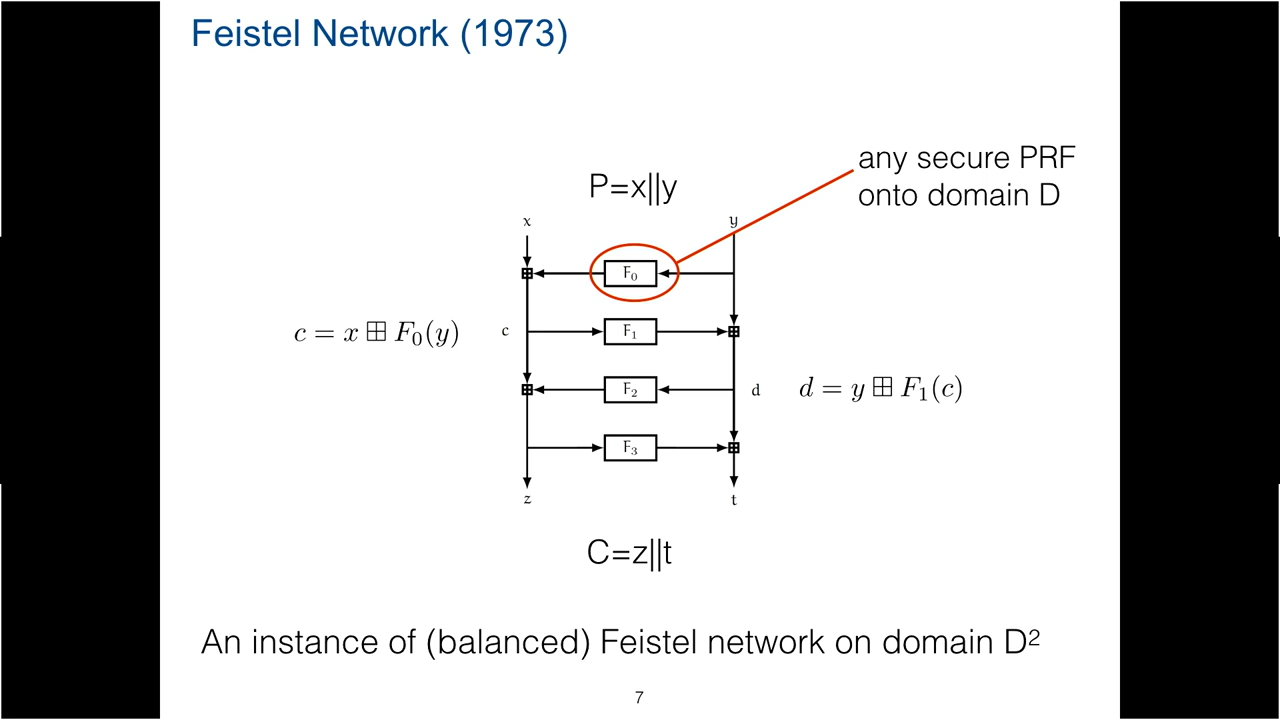 Feistel Network (1973)
any secure PRF
onto domain D
P=x||y
x
y
F₀
c = x ⊞ F₀(y)
c
F₁
F₂
d
d = y ⊞ F₁(c)
F₃
z
t
C=z||t
An instance of (balanced) Feistel network on domain D²
7